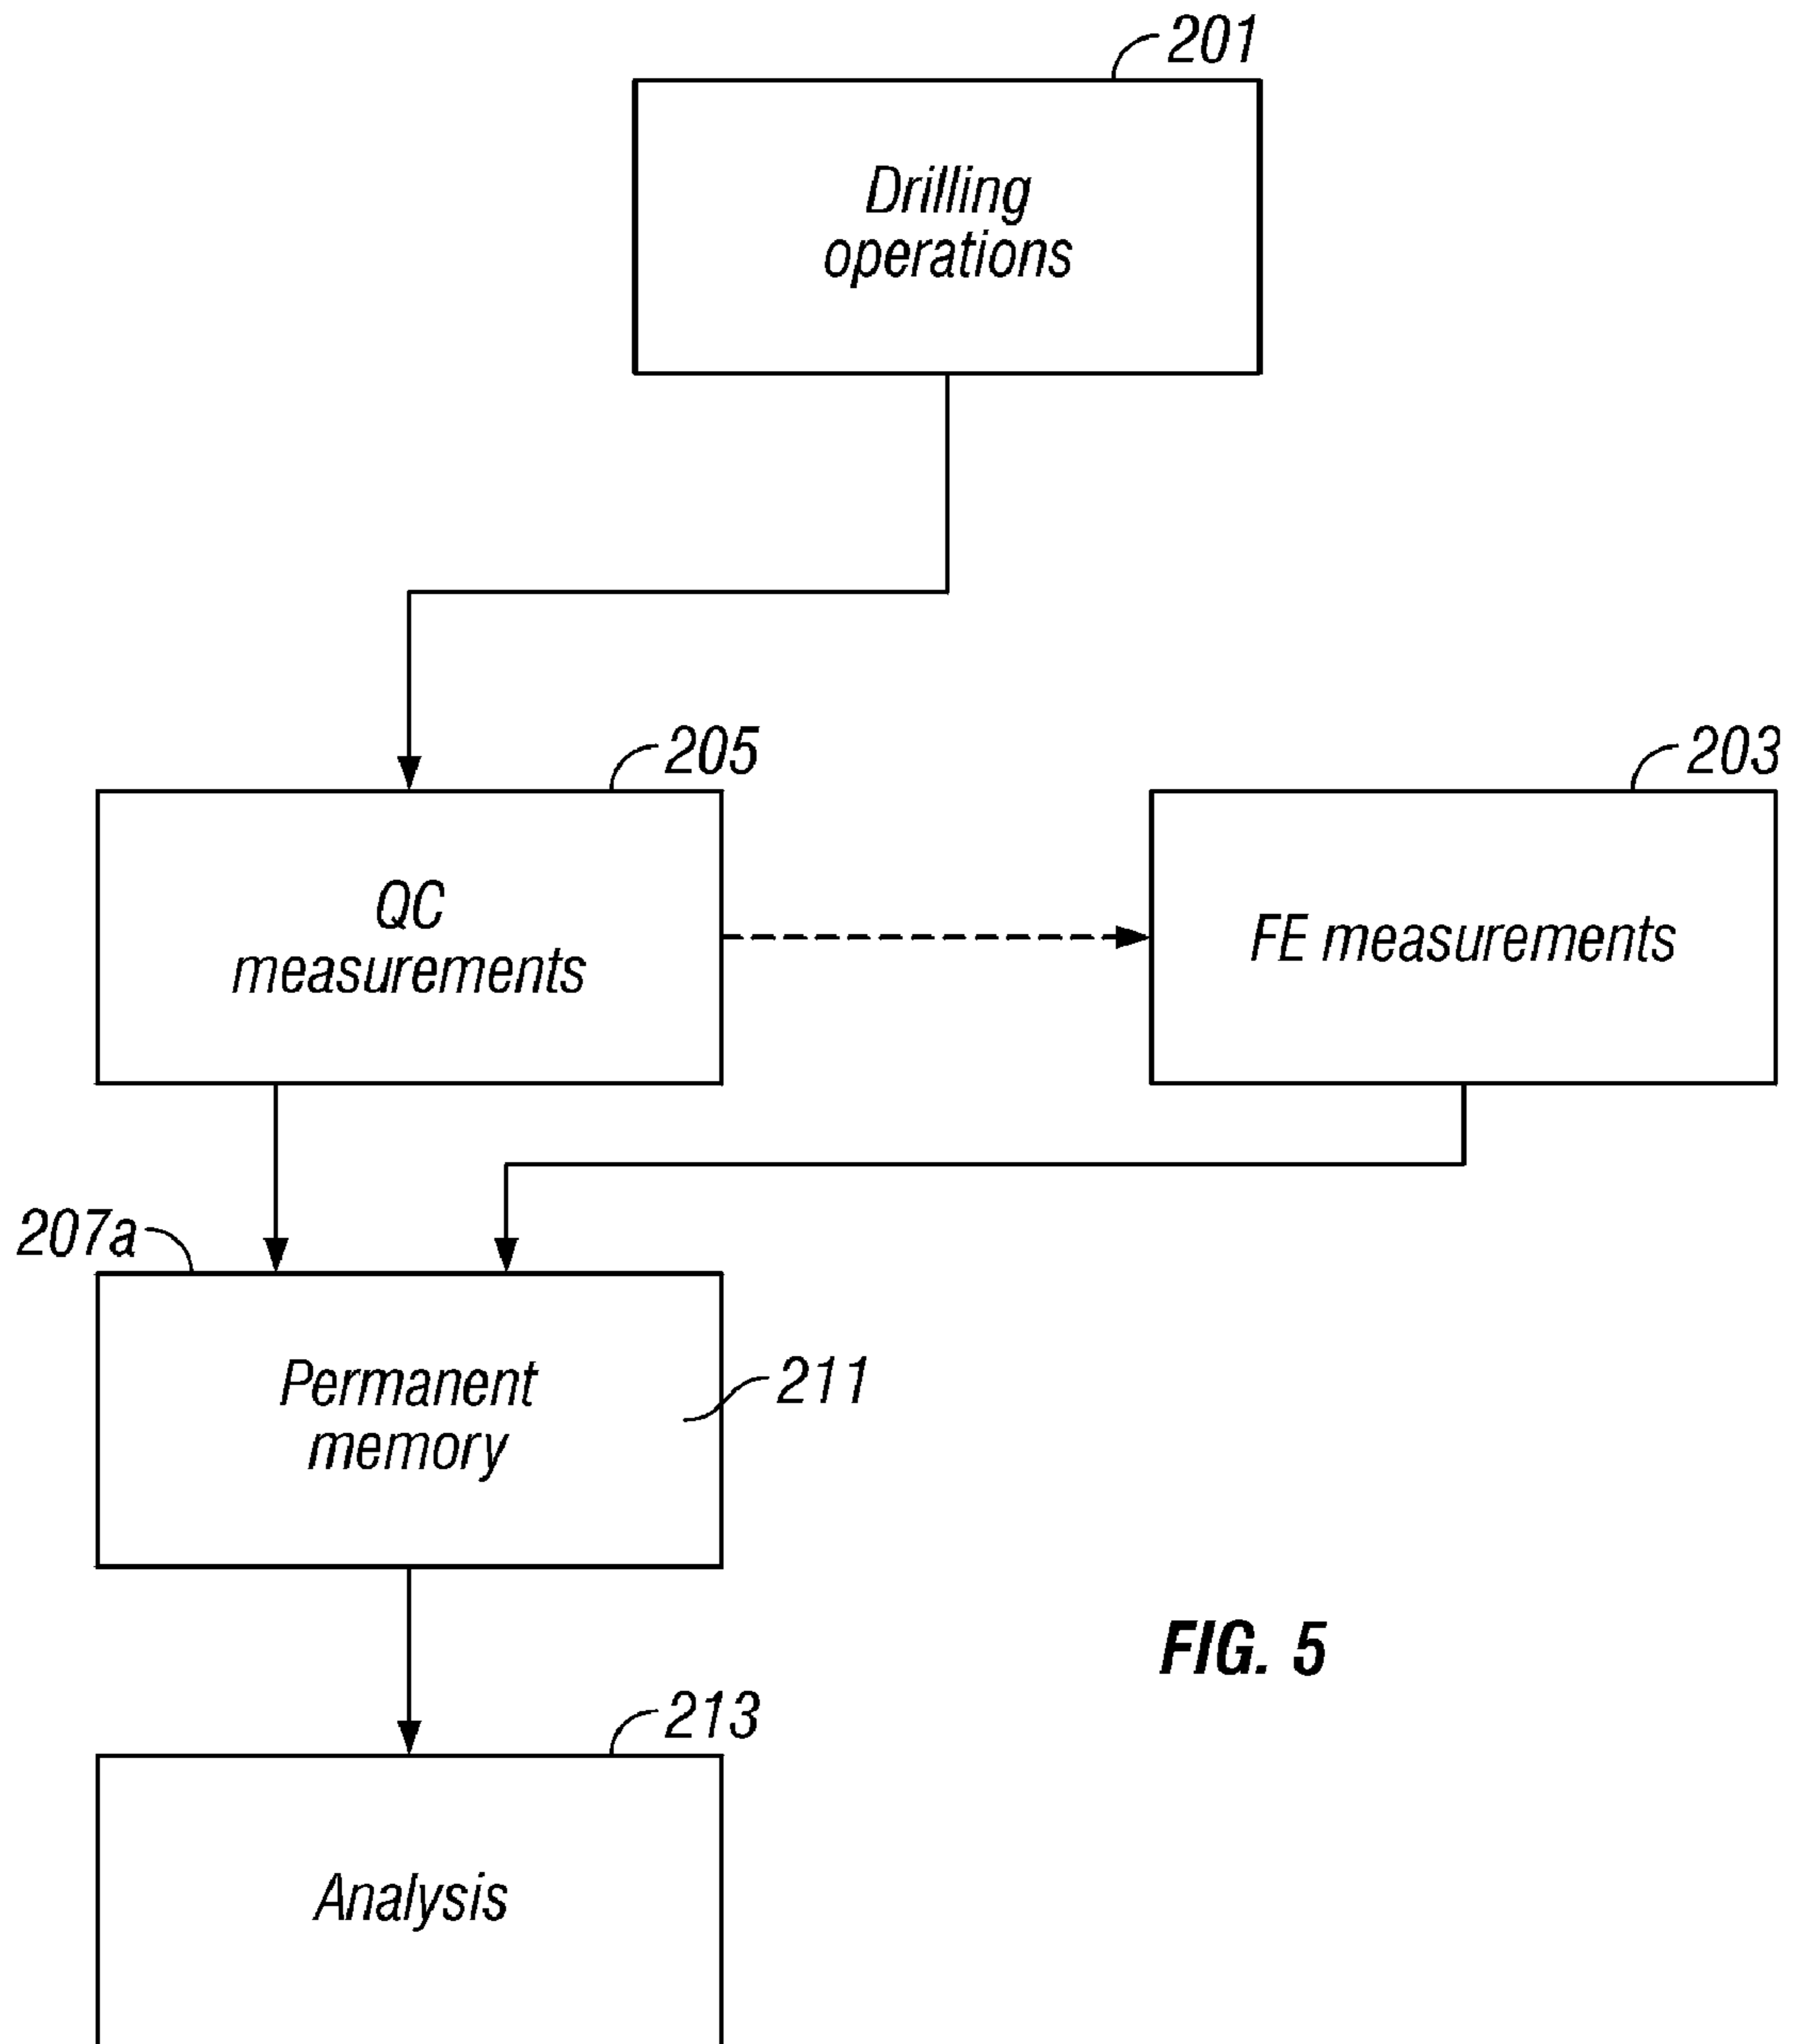 201
Drilling
operations
205
203
QC
measurements
FE measurements
207a
Permanent
memory
211
FIG. 5
213
Analysis